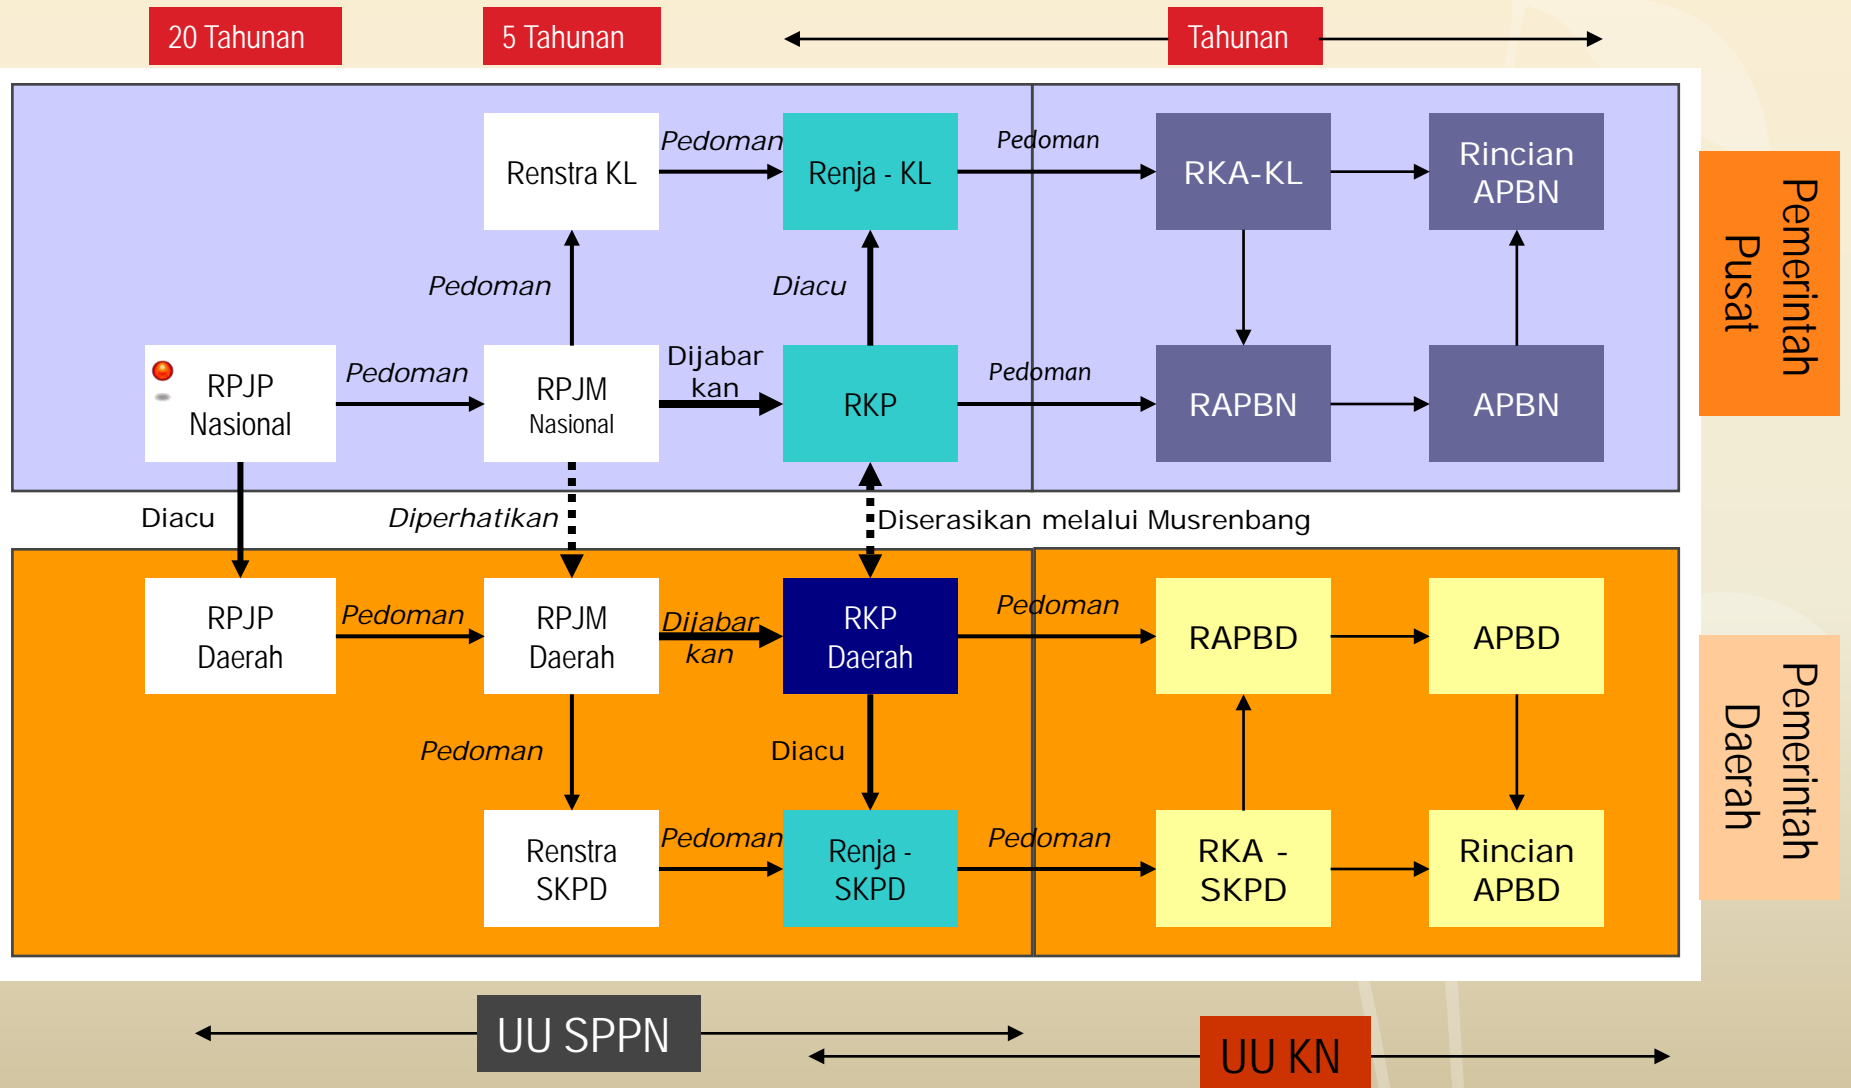 20 Tahunan
5 Tahunan
Tahunan
Renstra KL
Pedoman
Renja - KL
Pedoman
RKA-KL
Rincian
APBN
Pedoman
Diacu
RPJP
Nasional
Pedoman
RPJM
Nasional
Dijabar
kan
RKP
Pedoman
RAPBN
APBN
Pemerintah
Pusat
Diacu
Diperhatikan
Diserasikan melalui Musrenbang
RPJP
Daerah
Pedoman
RPJM
Daerah
Dijabar
kan
RKP
Daerah
Pedoman
RAPBD
APBD
Pedoman
Diacu
Renstra
SKPD
Pedoman
Renja -
SKPD
Pedoman
RKA -
SKPD
Rincian
APBD
Pemerintah
Daerah
UU SPPN
UU KN